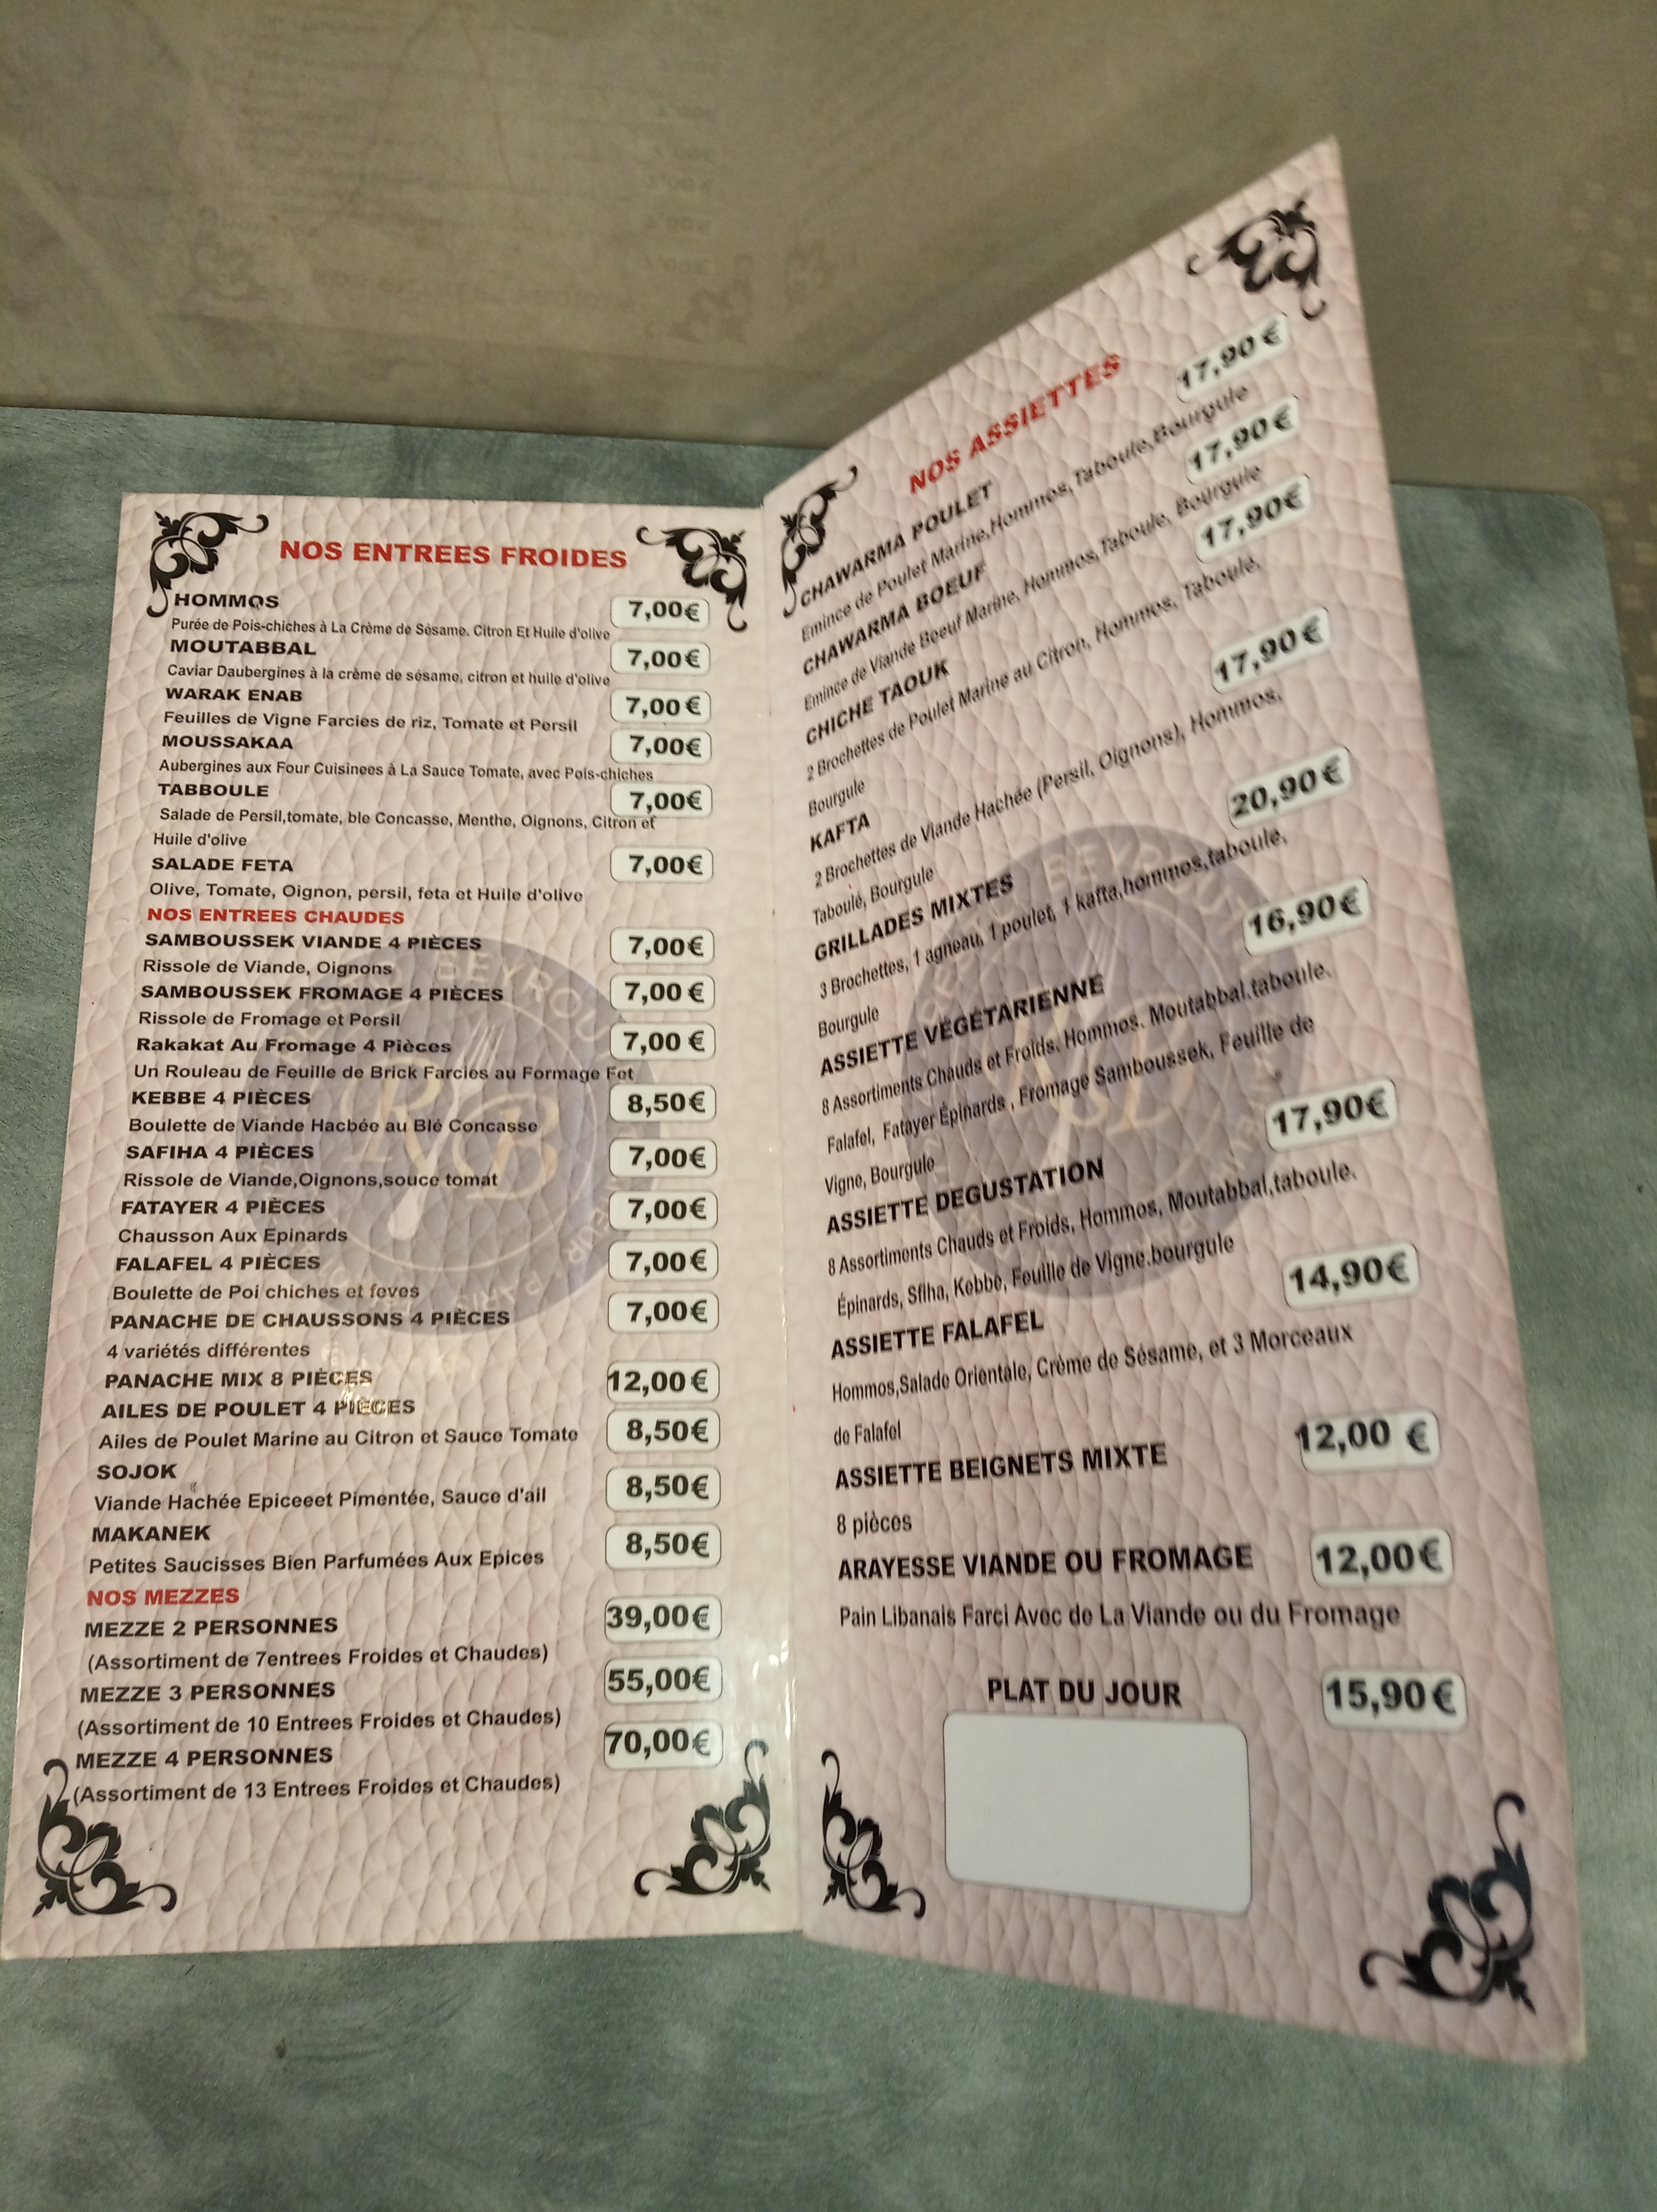 NOS ENTREES FROIDES
HOMMOS 7,00€
Purée de Pois-chiches à La Crème de Sésame. Citron Et Huile d'olive
MOUTABBAL 7,00€
Caviar Daubergines à la crème de sésame, citron et huile d'olive
WARAK ENAB 7,00€
Feuilles de Vigne Farcies de riz, Tomate et Persil
MOUSSAKAA 7,00€
Aubergines aux Four Cuisinees à La Sauce Tomate, avec Pois-chiches
TABBOULE 7,00€
Salade de Persil,tomate, ble Concasse, Menthe, Oignons, Citron et
Huile d'olive
SALADE FETA 7,00€
Olive, Tomate, Oignon, persil, feta et Huile d'olive
NOS ENTREES CHAUDES
SAMBOUSSEK VIANDE 4 PIÈCES 7,00€
Rissole de Viande, Oignons
SAMBOUSSEK FROMAGE 4 PIÈCES 7,00 €
Rissole de Fromage et Persil
Rakakat Au Fromage 4 Pièces 7,00 €
Un Rouleau de Feuille de Brick Farcies au Formage Fet
KEBBE 4 PIÈCES 8,50€
Boulette de Viande Hacbée au Blé Concasse
SAFIHA 4 PIÈCES 7,00€
Rissole de Viande,Oignons,souce tomat
FATAYER 4 PIÈCES 7,00€
Chausson Aux Epinards
FALAFEL 4 PIÈCES 7,00€
Boulette de Poi chiches et feves
PANACHE DE CHAUSSONS 4 PIÈCES 7,00€
4 variétés différentes
PANACHE MIX 8 PIÈCES 12,00€
AILES DE POULET 4 PIECES 8,50€
Ailes de Poulet Marine au Citron et Sauce Tomate
SOJOK 8,50€
Viande Hachée Epiceeet Pimentée, Sauce d'ail
MAKANEK 8,50€
Petites Saucisses Bien Parfumées Aux Epices
NOS MEZZES
MEZZE 2 PERSONNES 39,00€
(Assortiment de 7entrees Froides et Chaudes)
MEZZE 3 PERSONNES 55,00€
(Assortiment de 10 Entrees Froides et Chaudes)
MEZZE 4 PERSONNES 70,00€
(Assortiment de 13 Entrees Froides et Chaudes)
NOS ASSIETTES
CHAWARMA POULET 17,90€
Emince de Poulet Marine,Hommos, Taboule,Bourgule
CHAWARMA BOEUF 17,90€
Emince de Viande Boeuf Marine, Hommos, Taboule, Bourgule
CHICHE TAOUK 17,90€
2 Brochettes de Poulet Marine au Citron, Hommos, Taboulé,
Bourgule
KAFTA 17,90€
2 Brochettes de Viande Hachée (Persil, Oignons), Hommos,
Taboulé, Bourgule
GRILLADES MIXTES 20,90€
3 Brochettes, 1 agneau, 1 poulet, 1 kafta,hommos,taboule,
Bourgule
ASSIETTE VEGÉTARIENNE 16,90€
8 Assortiments Chauds et Froids, Hommos. Moutabbal.taboule.
Falafel, Fatayer Épinards , Fromage Samboussek, Feuille de
Vigne, Bourgule
ASSIETTE DEGUSTATION 17,90€
8 Assortiments Chauds et Froids, Hommos, Moutabbal,taboule.
Épinards, Sfiha, Kebbe, Feuille de Vigne.bourgule
ASSIETTE FALAFEL 14,90€
Hommos,Salade Orientale, Crème de Sésame, et 3 Morceaux
de Falafel
ASSIETTE BEIGNETS MIXTE 12,00 €
8 pièces
ARAYESSE VIANDE OU FROMAGE 12,00€
Pain Libanais Farci Avec de La Viande ou du Fromage
PLAT DU JOUR 15,90€